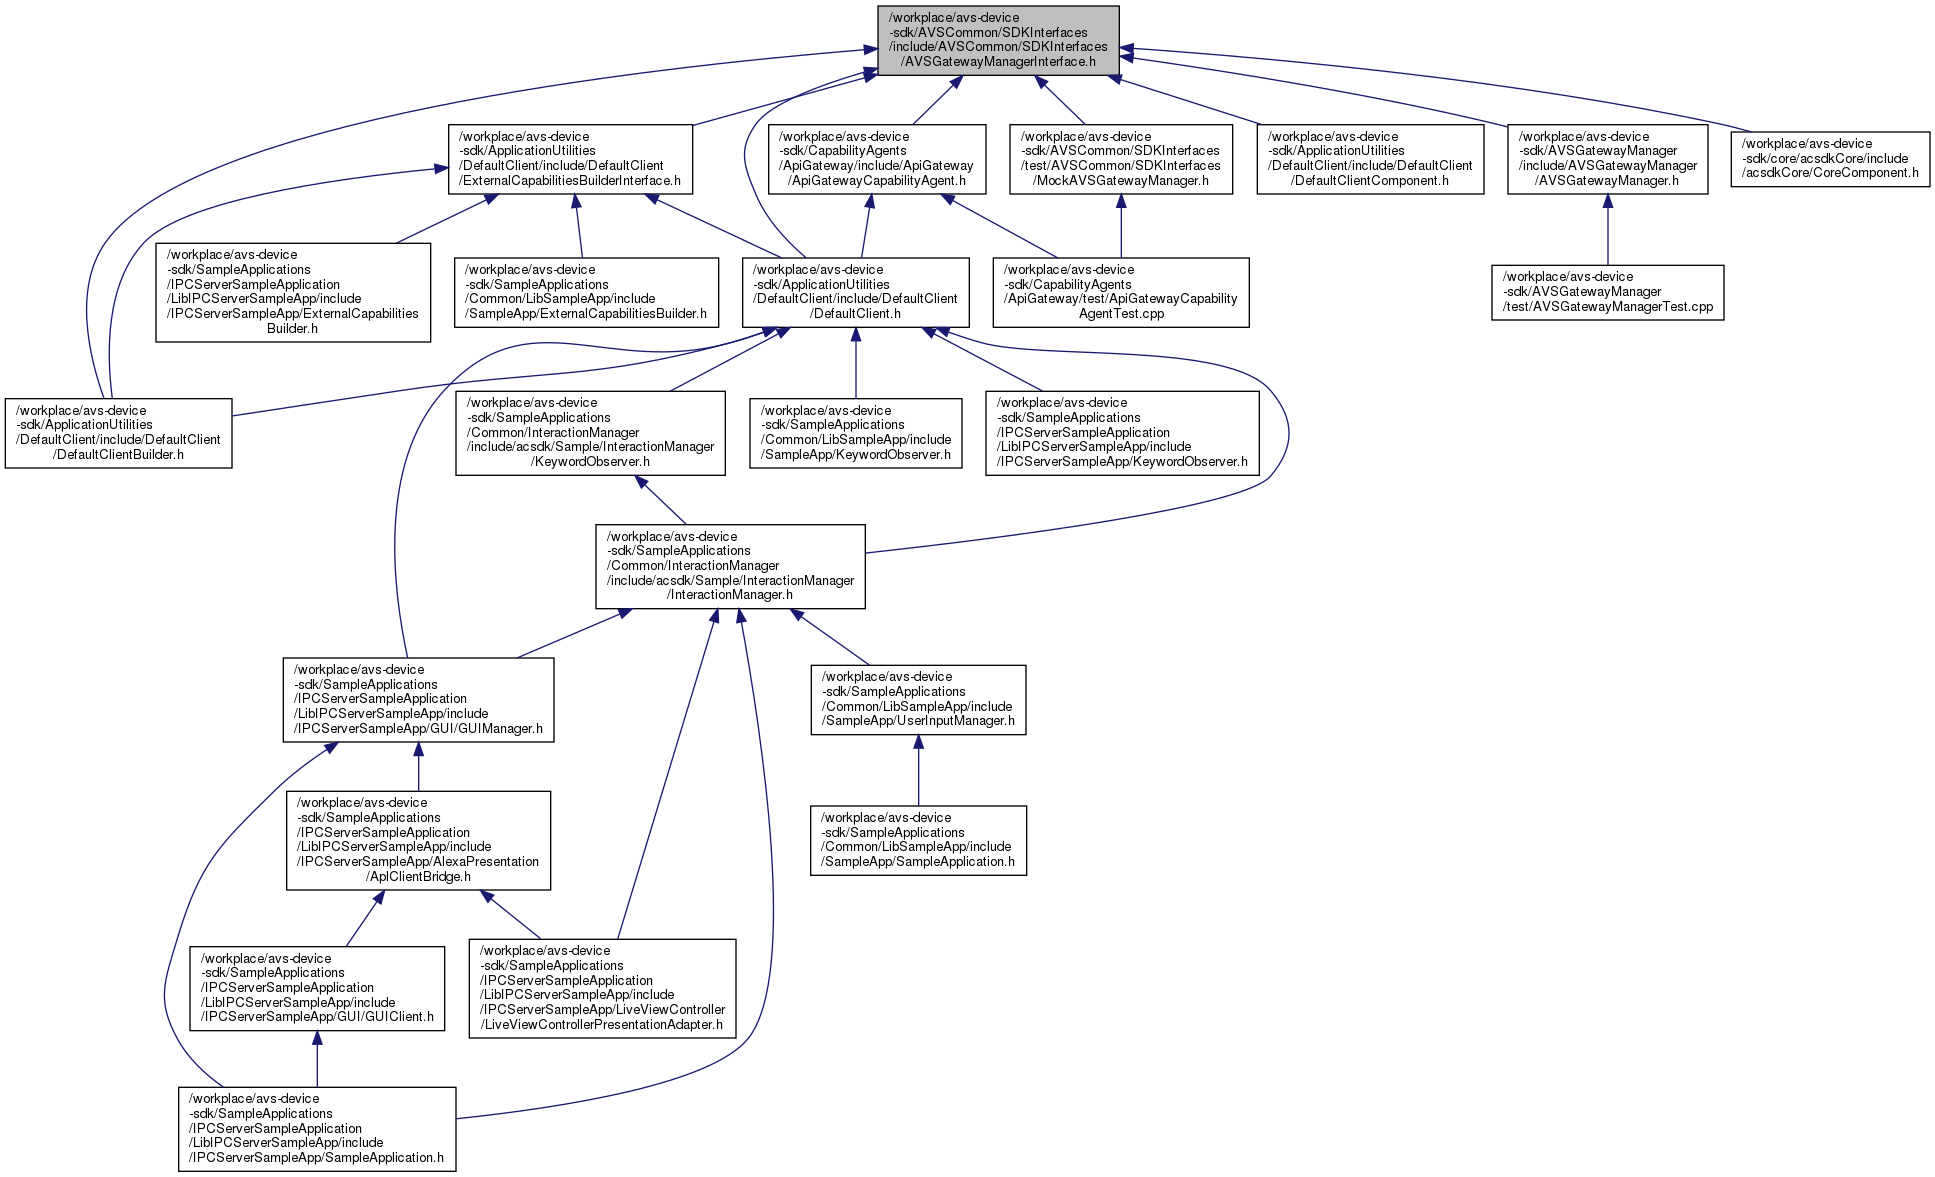 /workplace/avs-device
-sdk/AVSCommon/SDKInterfaces
/include/AVSCommon/SDKInterfaces
/AVSGatewayManagerInterface.h
/workplace/avs-device
-sdk/ApplicationUtilities
/DefaultClient/include/DefaultClient
/ExternalCapabilitiesBuilderInterface.h
/workplace/avs-device
-sdk/CapabilityAgents
/ApiGateway/include/ApiGateway
/ApiGatewayCapabilityAgent.h
/workplace/avs-device
-sdk/AVSCommon/SDKInterfaces
/test/AVSCommon/SDKInterfaces
/MockAVSGatewayManager.h
/workplace/avs-device
-sdk/ApplicationUtilities
/DefaultClient/include/DefaultClient
/DefaultClientComponent.h
/workplace/avs-device
-sdk/AVSGatewayManager
/include/AVSGatewayManager
/AVSGatewayManager.h
/workplace/avs-device
-sdk/core/acsdkCore/include
/acsdkCore/CoreComponent.h
/workplace/avs-device
-sdk/SampleApplications
/IPCServerSampleApplication
/LibIPCServerSampleApp/include
/IPCServerSampleApp/ExternalCapabilities
Builder.h
/workplace/avs-device
-sdk/SampleApplications
/Common/LibSampleApp/include
/SampleApp/ExternalCapabilitiesBuilder.h
/workplace/avs-device
-sdk/ApplicationUtilities
/DefaultClient/include/DefaultClient
/DefaultClient.h
/workplace/avs-device
-sdk/CapabilityAgents
/ApiGateway/test/ApiGatewayCapability
AgentTest.cpp
/workplace/avs-device
-sdk/AVSGatewayManager
/test/AVSGatewayManagerTest.cpp
/workplace/avs-device
-sdk/ApplicationUtilities
/DefaultClient/include/DefaultClient
/DefaultClientBuilder.h
/workplace/avs-device
-sdk/SampleApplications
/Common/InteractionManager
/include/acsdk/Sample/InteractionManager
/KeywordObserver.h
/workplace/avs-device
-sdk/SampleApplications
/Common/LibSampleApp/include
/SampleApp/KeywordObserver.h
/workplace/avs-device
-sdk/SampleApplications
/IPCServerSampleApplication
/LibIPCServerSampleApp/include
/IPCServerSampleApp/KeywordObserver.h
/workplace/avs-device
-sdk/SampleApplications
/Common/InteractionManager
/include/acsdk/Sample/InteractionManager
/InteractionManager.h
/workplace/avs-device
-sdk/SampleApplications
/IPCServerSampleApplication
/LibIPCServerSampleApp/include
/IPCServerSampleApp/GUI/GUIManager.h
/workplace/avs-device
-sdk/SampleApplications
/Common/LibSampleApp/include
/SampleApp/UserInputManager.h
/workplace/avs-device
-sdk/SampleApplications
/IPCServerSampleApplication
/LibIPCServerSampleApp/include
/IPCServerSampleApp/AlexaPresentation
/AplClientBridge.h
/workplace/avs-device
-sdk/SampleApplications
/Common/LibSampleApp/include
/SampleApp/SampleApplication.h
/workplace/avs-device
-sdk/SampleApplications
/IPCServerSampleApplication
/LibIPCServerSampleApp/include
/IPCServerSampleApp/GUI/GUIClient.h
/workplace/avs-device
-sdk/SampleApplications
/IPCServerSampleApplication
/LibIPCServerSampleApp/include
/IPCServerSampleApp/LiveViewController
/LiveViewControllerPresentationAdapter.h
/workplace/avs-device
-sdk/SampleApplications
/IPCServerSampleApplication
/LibIPCServerSampleApp/include
/IPCServerSampleApp/SampleApplication.h